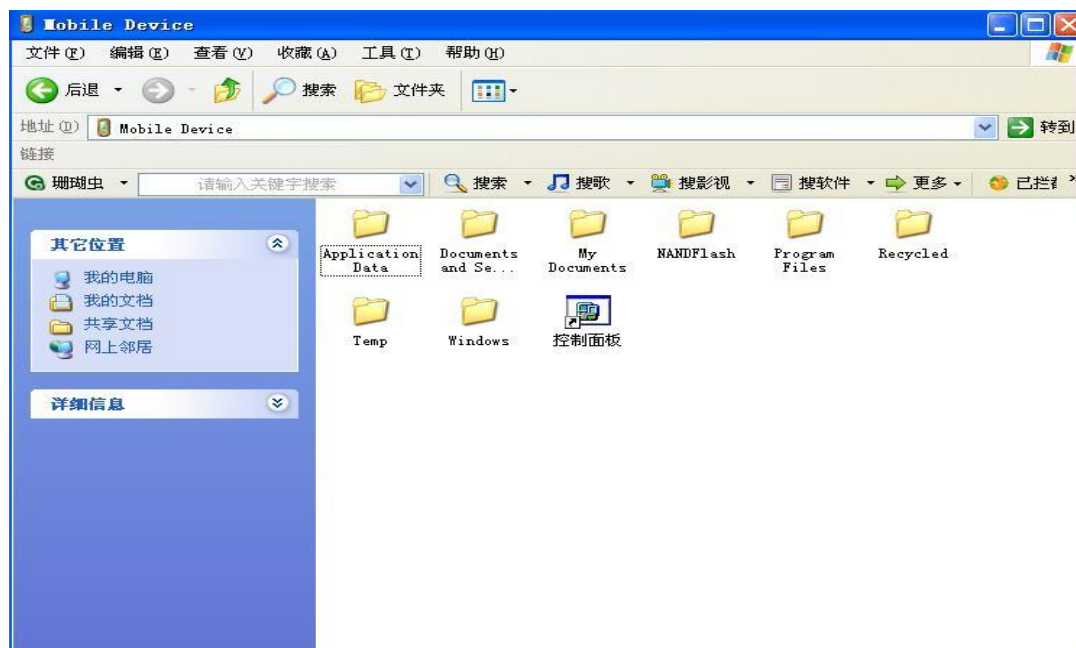 Mobile Device
文件(F) 编辑(E) 查看(V) 收藏(A) 工具(T) 帮助(H)
后退 搜索 文件夹
地址(D) Mobile Device 转到
链接
珊瑚虫 请输入关键字搜索 搜索 搜歌 搜影视 搜软件 更多 已拦
其它位置
我的电脑
我的文档
共享文档
网上邻居
详细信息
Application Data
Documents and Se...
My Documents
NANDFlash
Program Files
Recycled
Temp
Windows
控制面板